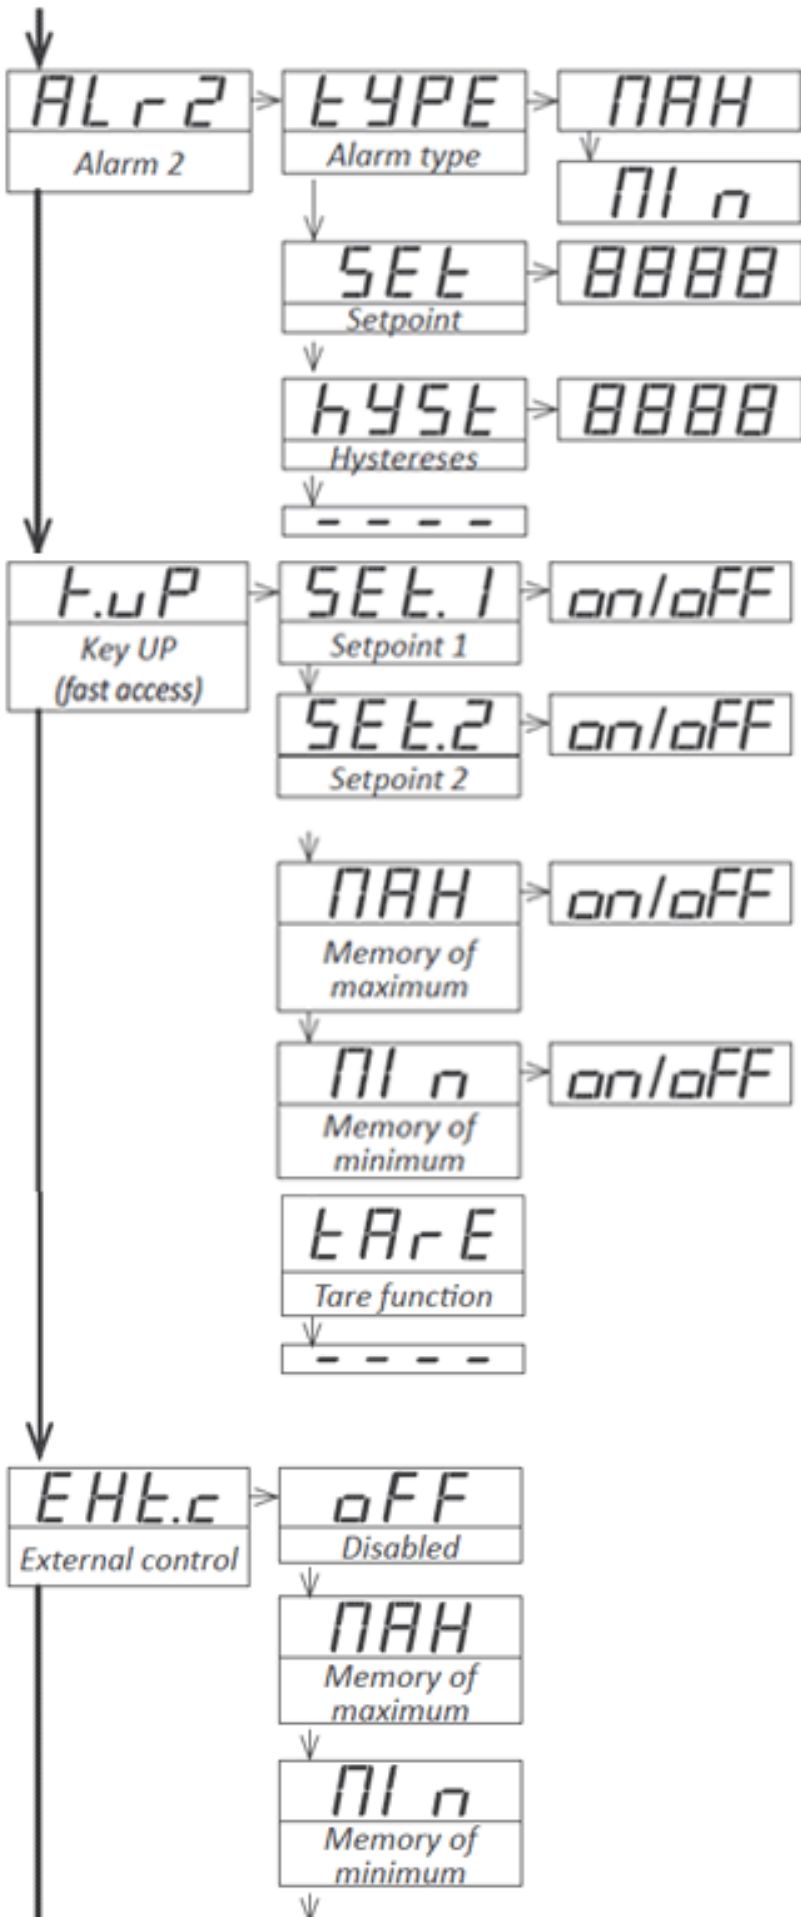 ALr2
Alarm 2
tYPE
Alarm type
MAH
MIn
SEt
Setpoint
8888
hYSt
Hystereses
8888
- - - -
k.uP
Key UP
(fast access)
SEt.1
Setpoint 1
on/oFF
SEt.2
Setpoint 2
on/oFF
MAH
Memory of
maximum
on/oFF
MIn
Memory of
minimum
on/oFF
tArE
Tare function
- - - -
EHt.c
External control
oFF
Disabled
MAH
Memory of
maximum
MIn
Memory of
minimum